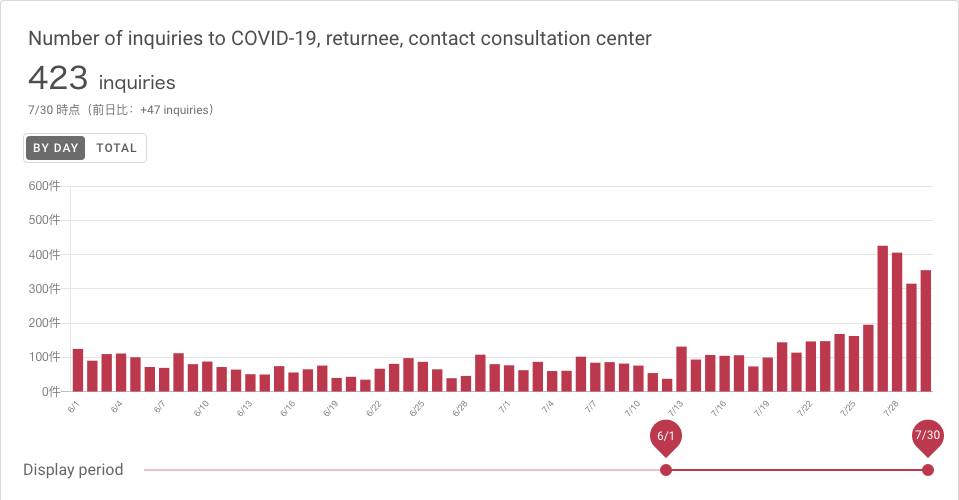 Number of inquiries to COVID-19, returnee, contact consultation center
423 inquiries
7/30 時点（前日比：+47 inquiries）
BY DAY TOTAL
600件
500件
400件
300件
200件
100件
0件
6/1 6/4 6/7 6/10 6/13 6/16 6/19 6/22 6/25 6/28 7/1 7/4 7/7 7/10 7/13 7/16 7/19 7/22 7/25 7/28
6/1 7/30
Display period